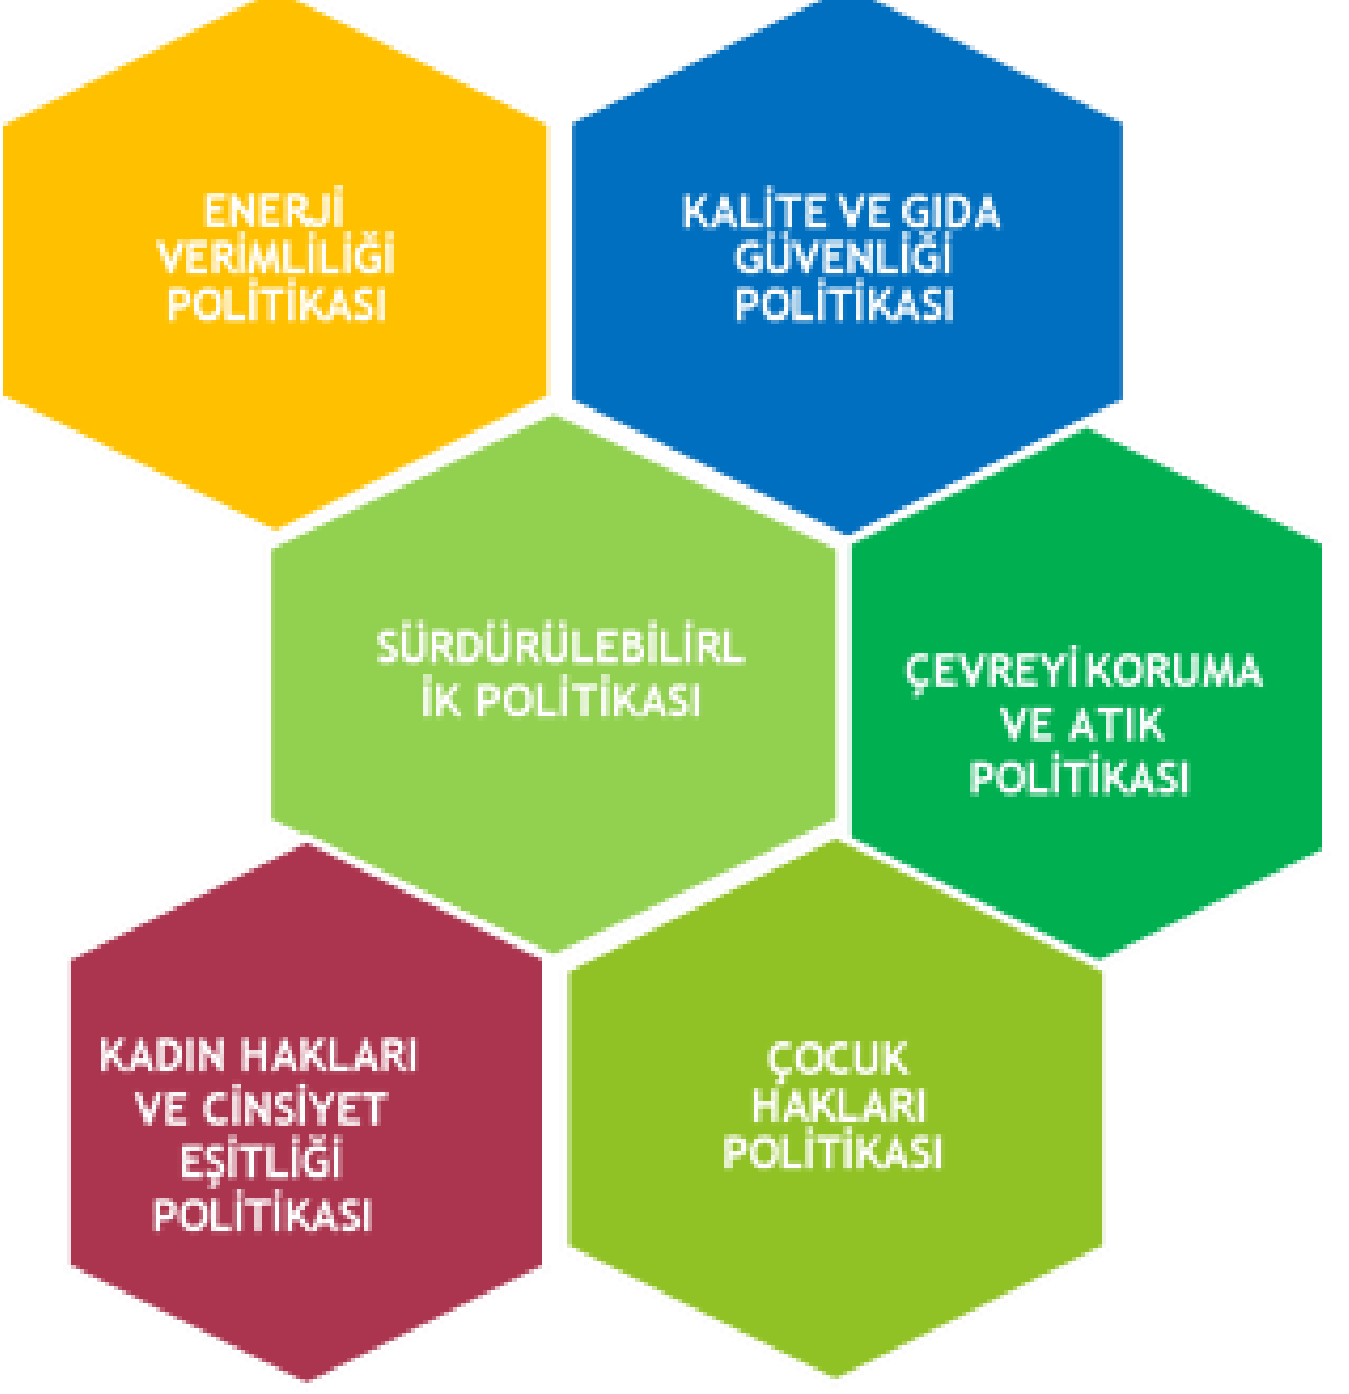 ENERJİ
VERİMLİLİĞİ
POLİTİKASI
KALİTE VE GIDA
GÜVENLİĞİ
POLİTİKASI
SÜRDÜRÜLEBİLİRL
İK POLİTİKASI
ÇEVREYİ KORUMA
VE ATIK
POLİTİKASI
KADIN HAKLARI
VE CİNSİYET
EŞİTLİĞİ
POLİTİKASI
ÇOCUK
HAKLARI
POLİTİKASI